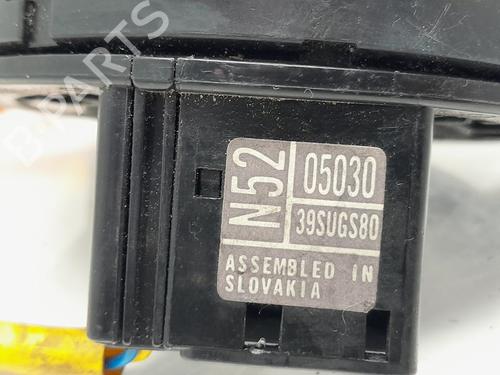 B-PARTS
N52
05030
39SUGS80
ASSEMBLED IN
SLOVAKIA